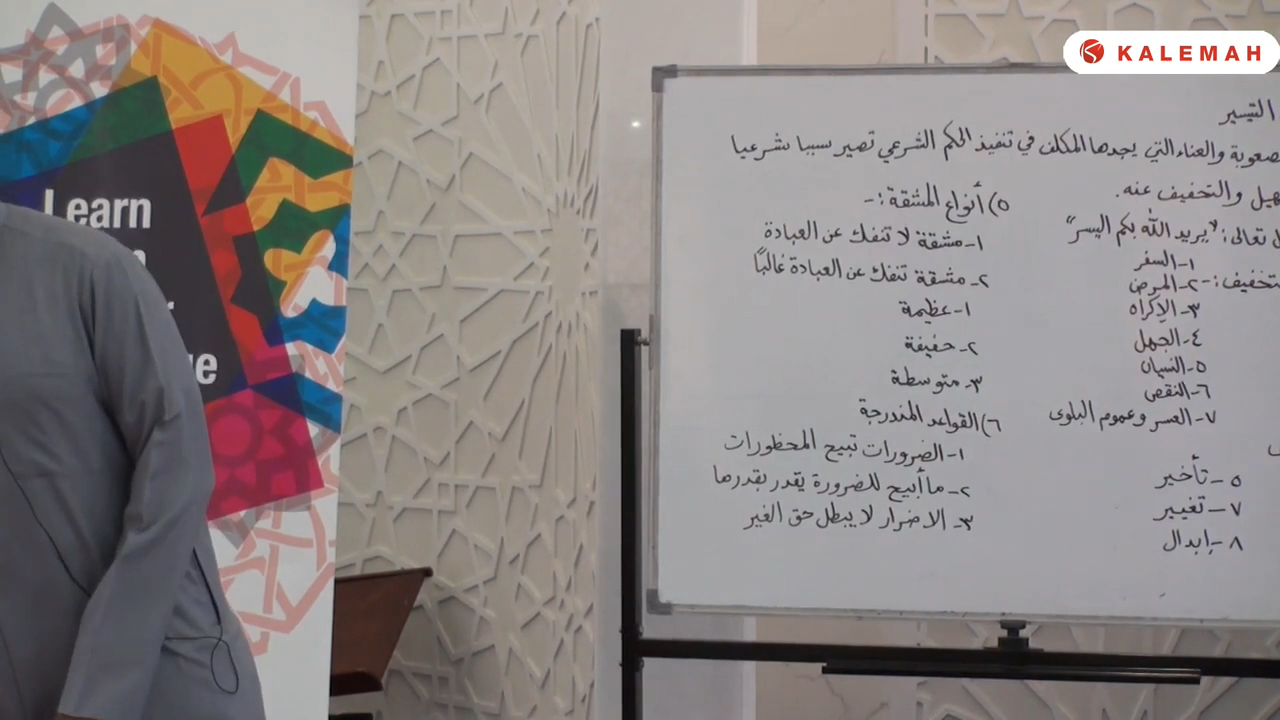 KALEMAH
Learn
e
التيسير
صعوبة والعناء التي يجدها المكلف في تنفيذ الحكم الشرعي تصير سببا شرعيا
هيل والتخفيف عنه.
لى تعالى: "يريد الله بكم اليسر"
تخفيف:-
١-السفر
٢-المرض
٣-الإكراه
٤-الجهل
٥-النسيان
٦-النقص
٧-العسر وعموم البلوى
٥-تأخير
٧-تغيير
٨-إبدال
٥) أنواع المشقة:-
١-مشقة لا تنفك عن العبادة
٢-مشقة تنفك عن العبادة غالبًا
١-عظيمة
٢-خفيفة
٣-متوسطة
٦) القواعد المندرجة
١-الضرورات تبيح المحظورات
٢-ما أبيح للضرورة يقدر بقدرها
٣-الاضرار لا يبطل حق الغير